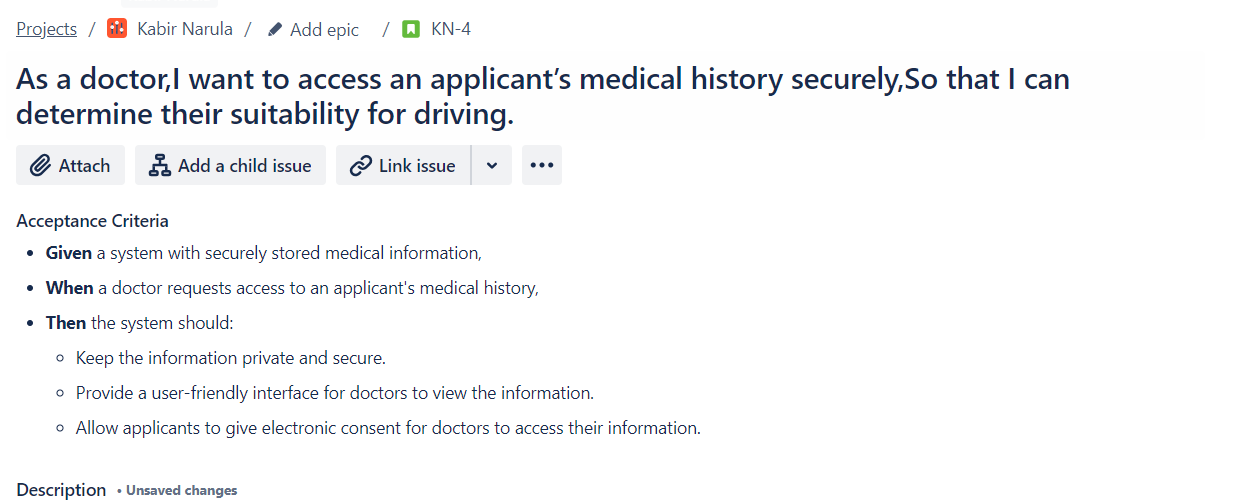 Projects / Kabir Narula / Add epic / KN-4
As a doctor,I want to access an applicant’s medical history securely,So that I can
determine their suitability for driving.
Attach Add a child issue Link issue
Acceptance Criteria
• Given a system with securely stored medical information,
• When a doctor requests access to an applicant's medical history,
• Then the system should:
○ Keep the information private and secure.
○ Provide a user-friendly interface for doctors to view the information.
○ Allow applicants to give electronic consent for doctors to access their information.
Description • Unsaved changes